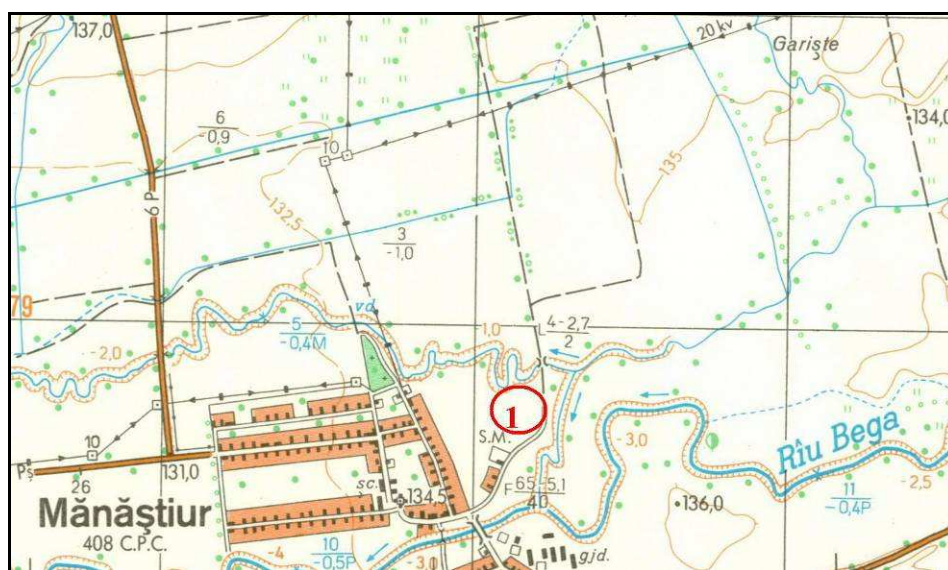 137,0
20 kv
Gariște
134,0
6
-0,9
10
135
6 P
132,5
3
-1,0
79
vd.
5
-0,4M
-1,0
4-2,7
2
-2,0
1
S.M.
-3,0
Rîu Bega
10
Pș
26
131,0
sc.
134,5
F 65-5,1
40
136,0
11
-0,4P
-2,5
Mănăștiur
408 C.P.C.
-4
10
-0,5P
-3,0
gjd.